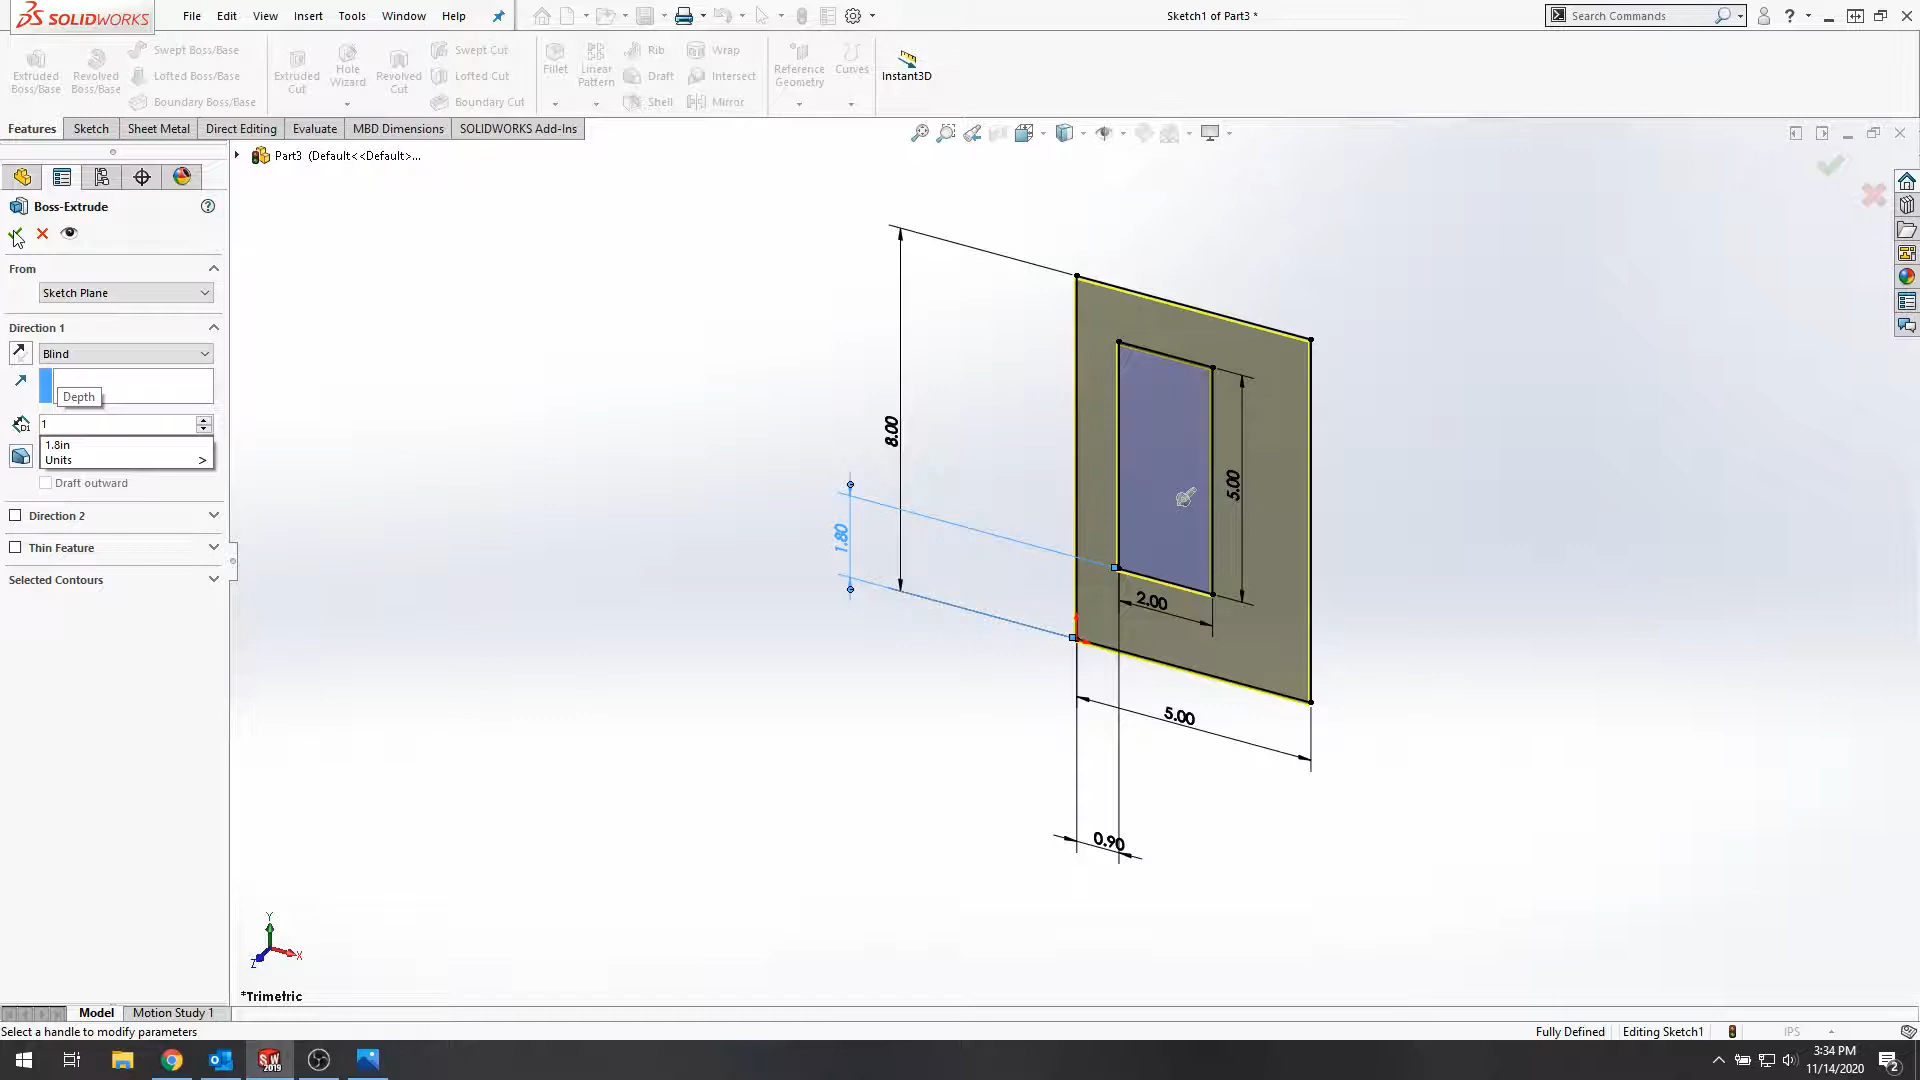 SOLIDWORKS File Edit View Insert Tools Window Help Sketch1 of Part3 * Search Commands ?
Extruded Boss/Base
Revolved Boss/Base
Swept Boss/Base
Lofted Boss/Base
Boundary Boss/Base
Extruded Cut
Hole Wizard
Revolved Cut
Swept Cut
Lofted Cut
Boundary Cut
Fillet
Linear Pattern
Rib
Draft
Shell
Wrap
Intersect
Mirror
Reference Geometry
Curves
Instant3D
Features Sketch Sheet Metal Direct Editing Evaluate MBD Dimensions SOLIDWORKS Add-Ins
Part3 (Default<<Default>...
Boss-Extrude ?
From
Sketch Plane
Direction 1
Blind
Depth
D1 1
1.8in
Units >
Draft outward
Direction 2
Thin Feature
Selected Contours
8.00
5.00
1.80
2.00
5.00
0.90
Y
X
Z
*Trimetric
Model Motion Study 1
Select a handle to modify parameters Fully Defined Editing Sketch1 IPS
SW 2019
3:34 PM
11/14/2020
2